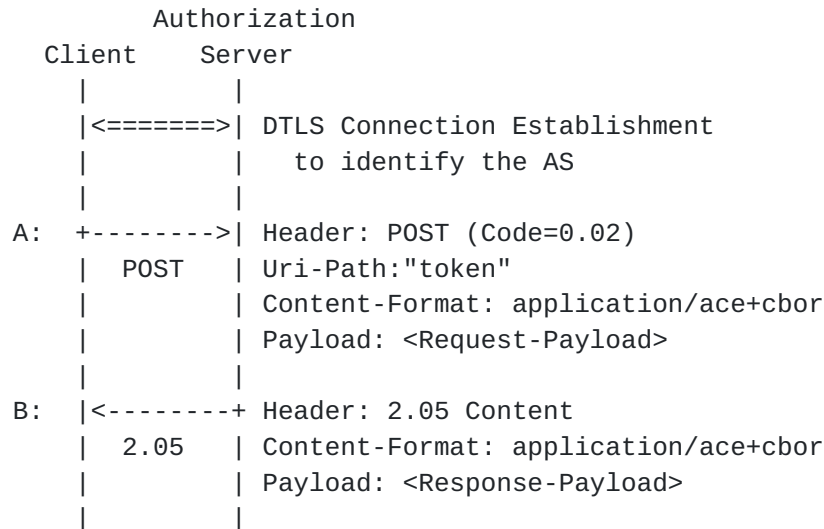 Authorization
  Client    Server
    |         |
    |<=======>| DTLS Connection Establishment
    |         |   to identify the AS
    |         |
A:  +-------->| Header: POST (Code=0.02)
    |  POST   | Uri-Path:"token"
    |         | Content-Format: application/ace+cbor
    |         | Payload: <Request-Payload>
    |         |
B:  |<--------+ Header: 2.05 Content
    |  2.05   | Content-Format: application/ace+cbor
    |         | Payload: <Response-Payload>
    |         |